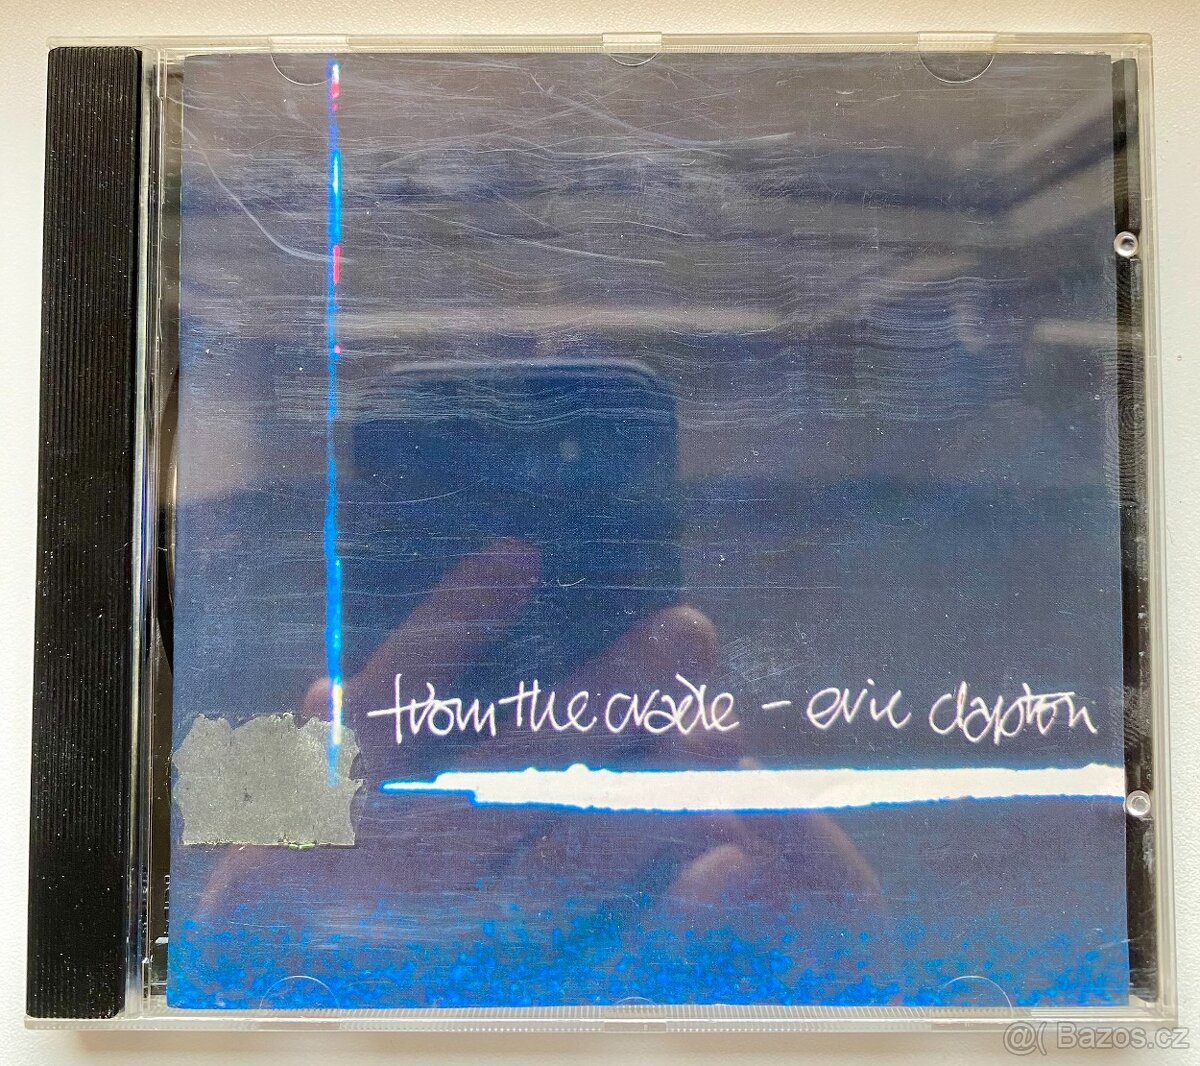 from the cradle - eric clapton
@( Bazos.cz